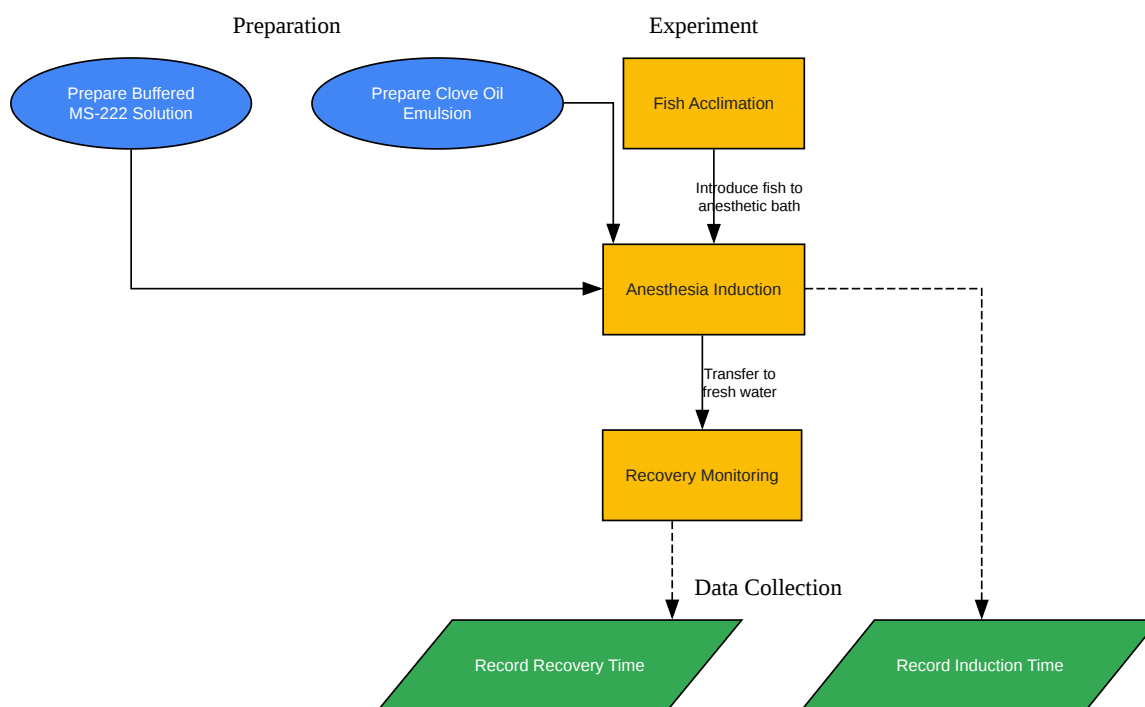 Preparation
Experiment
Prepare Buffered
MS-222 Solution
Prepare Clove Oil
Emulsion
Fish Acclimation
Introduce fish to
anesthetic bath
Anesthesia Induction
Transfer to
fresh water
Recovery Monitoring
Data Collection
Record Recovery Time
Record Induction Time